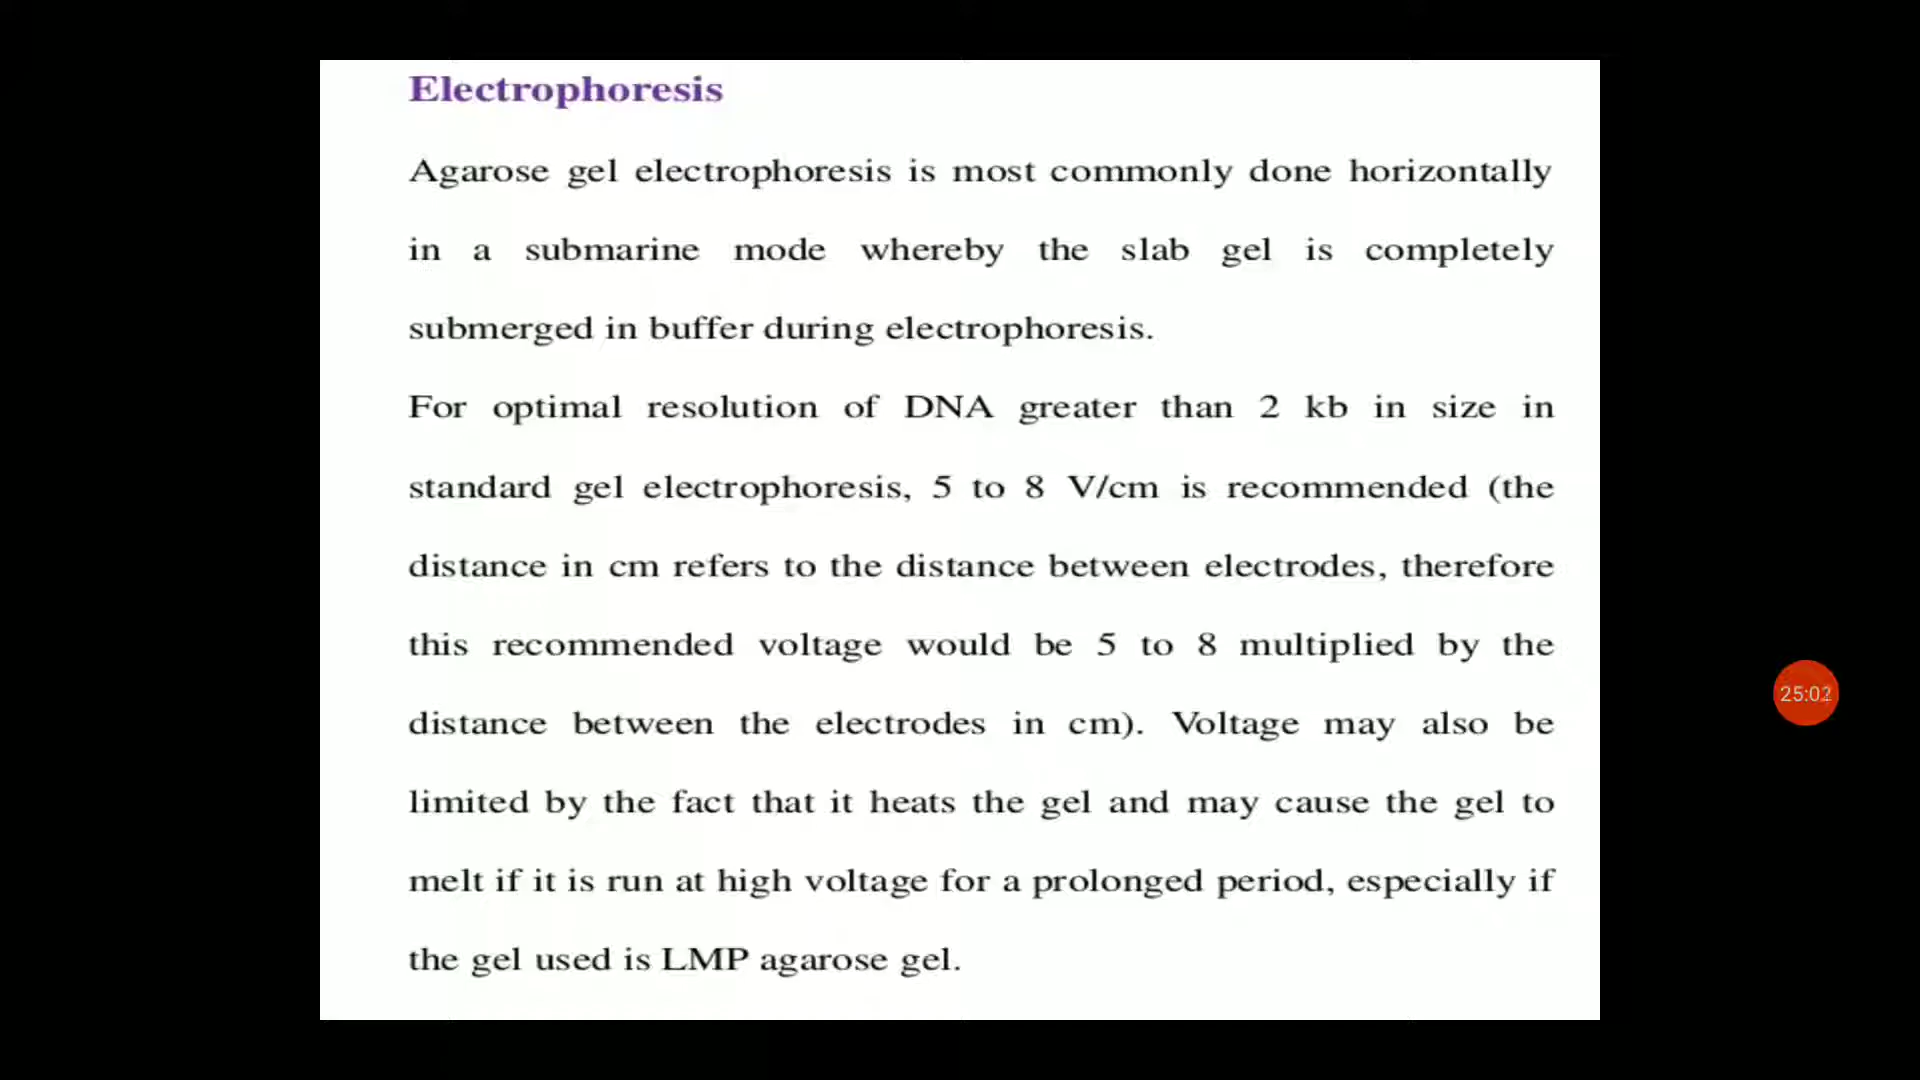 Electrophoresis
Agarose gel electrophoresis is most commonly done horizontally
in a submarine mode whereby the slab gel is completely
submerged in buffer during electrophoresis.
For optimal resolution of DNA greater than 2 kb in size in
standard gel electrophoresis, 5 to 8 V/cm is recommended (the
distance in cm refers to the distance between electrodes, therefore
this recommended voltage would be 5 to 8 multiplied by the
25:02
distance between the electrodes in cm). Voltage may also be
limited by the fact that it heats the gel and may cause the gel to
melt if it is run at high voltage for a prolonged period, especially if
the gel used is LMP agarose gel.